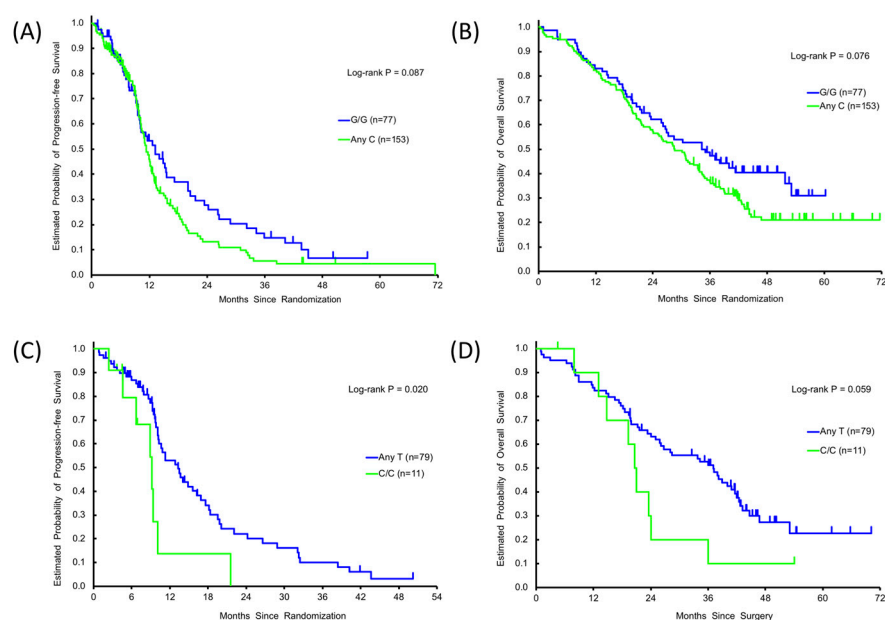 (A)
Estimated Probability of Progression-free Survival
1.0
0.9
0.8
0.7
0.6
0.5
0.4
0.3
0.2
0.1
0.0
Log-rank P = 0.087
G/G (n=77)
Any C (n=153)
0 12 24 36 48 60 72
Months Since Randomization
(B)
Estimated Probability of Overall Survival
1.0
0.9
0.8
0.7
0.6
0.5
0.4
0.3
0.2
0.1
0.0
Log-rank P = 0.076
G/G (n=77)
Any C (n=153)
0 12 24 36 48 60 72
Months Since Randomization
(C)
Estimated Probability of Progression-free Survival
1.0
0.9
0.8
0.7
0.6
0.5
0.4
0.3
0.2
0.1
0.0
Log-rank P = 0.020
Any T (n=79)
C/C (n=11)
0 6 12 18 24 30 36 42 48 54
Months Since Randomization
(D)
Estimated Probability of Overall Survival
1.0
0.9
0.8
0.7
0.6
0.5
0.4
0.3
0.2
0.1
0.0
Log-rank P = 0.059
Any T (n=79)
C/C (n=11)
0 12 24 36 48 60 72
Months Since Surgery